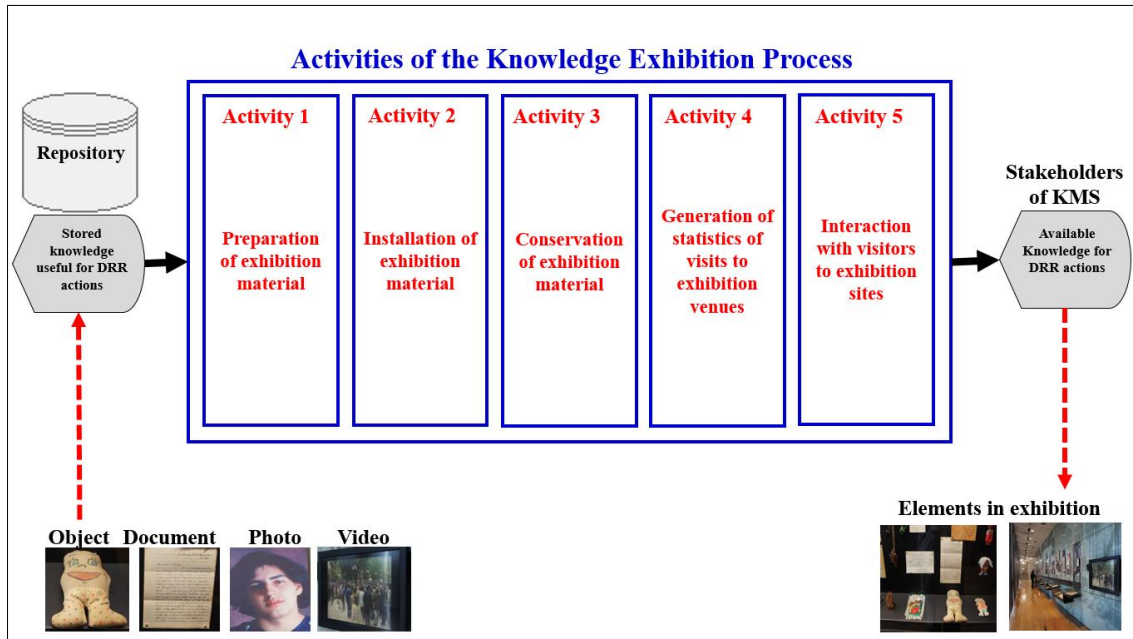 Activities of the Knowledge Exhibition Process
Repository
Stored
knowledge
useful for DRR
actions
Activity 1
Preparation
of exhibition
material
Activity 2
Installation of
exhibition
material
Activity 3
Conservation
of exhibition
material
Activity 4
Generation of
statistics of
visits to
exhibition
venues
Activity 5
Interaction
with visitors
to exhibition
sites
Stakeholders
of KMS
Available
Knowledge for
DRR actions
Object
Document
Photo
Video
Elements in exhibition